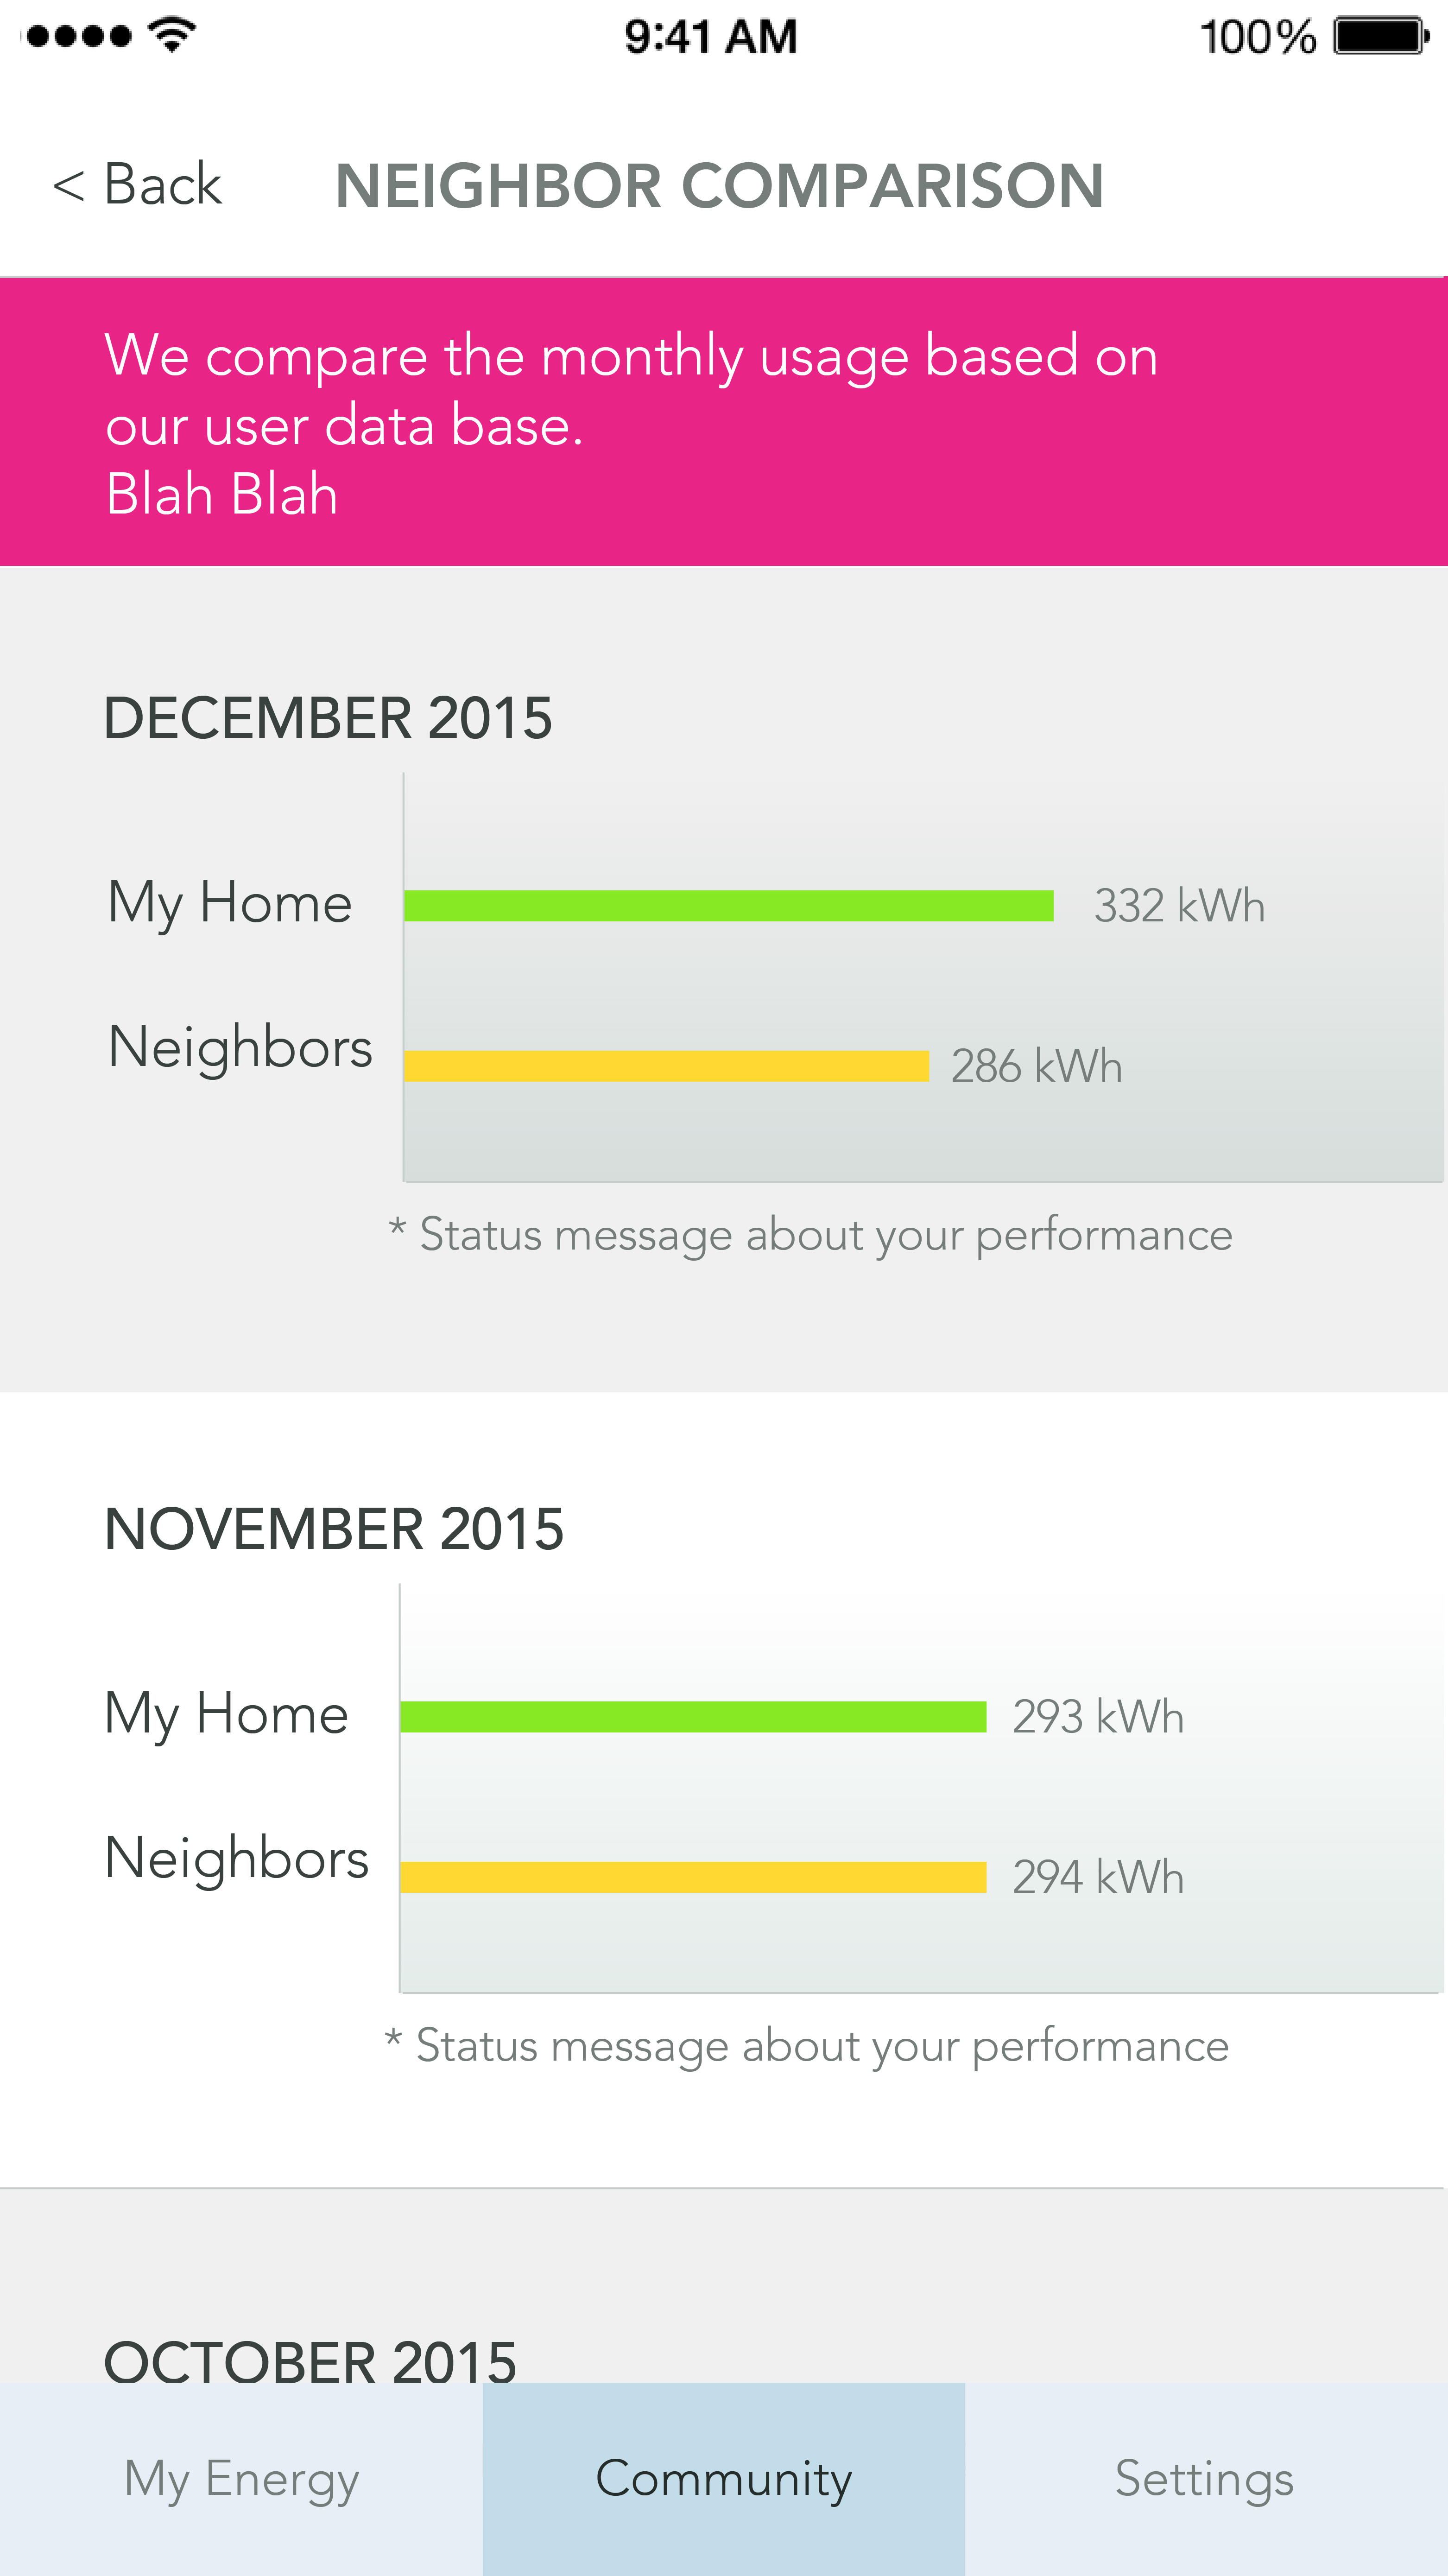 9:41 AM
100%
< Back
NEIGHBOR COMPARISON
We compare the monthly usage based on
our user data base.
Blah Blah
DECEMBER 2015
My Home
332 kWh
Neighbors
286 kWh
* Status message about your performance
NOVEMBER 2015
My Home
293 kWh
Neighbors
294 kWh
* Status message about your performance
OCTOBER 2015
My Energy
Community
Settings